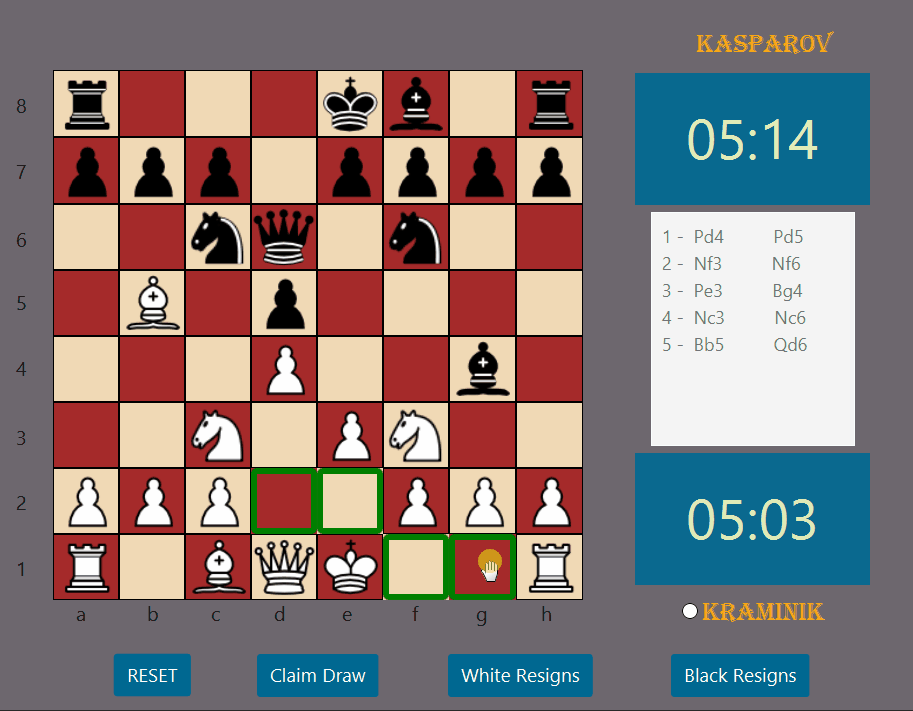 KASPAROV
8
05:14
7
6
1 - Pd4 Pd5
2 - Nf3 Nf6
3 - Pe3 Bg4
4 - Nc3 Nc6
5 - Bb5 Qd6
5
4
3
2
05:03
1
a b c d e f g h
KRAMINIK
RESET Claim Draw White Resigns Black Resigns